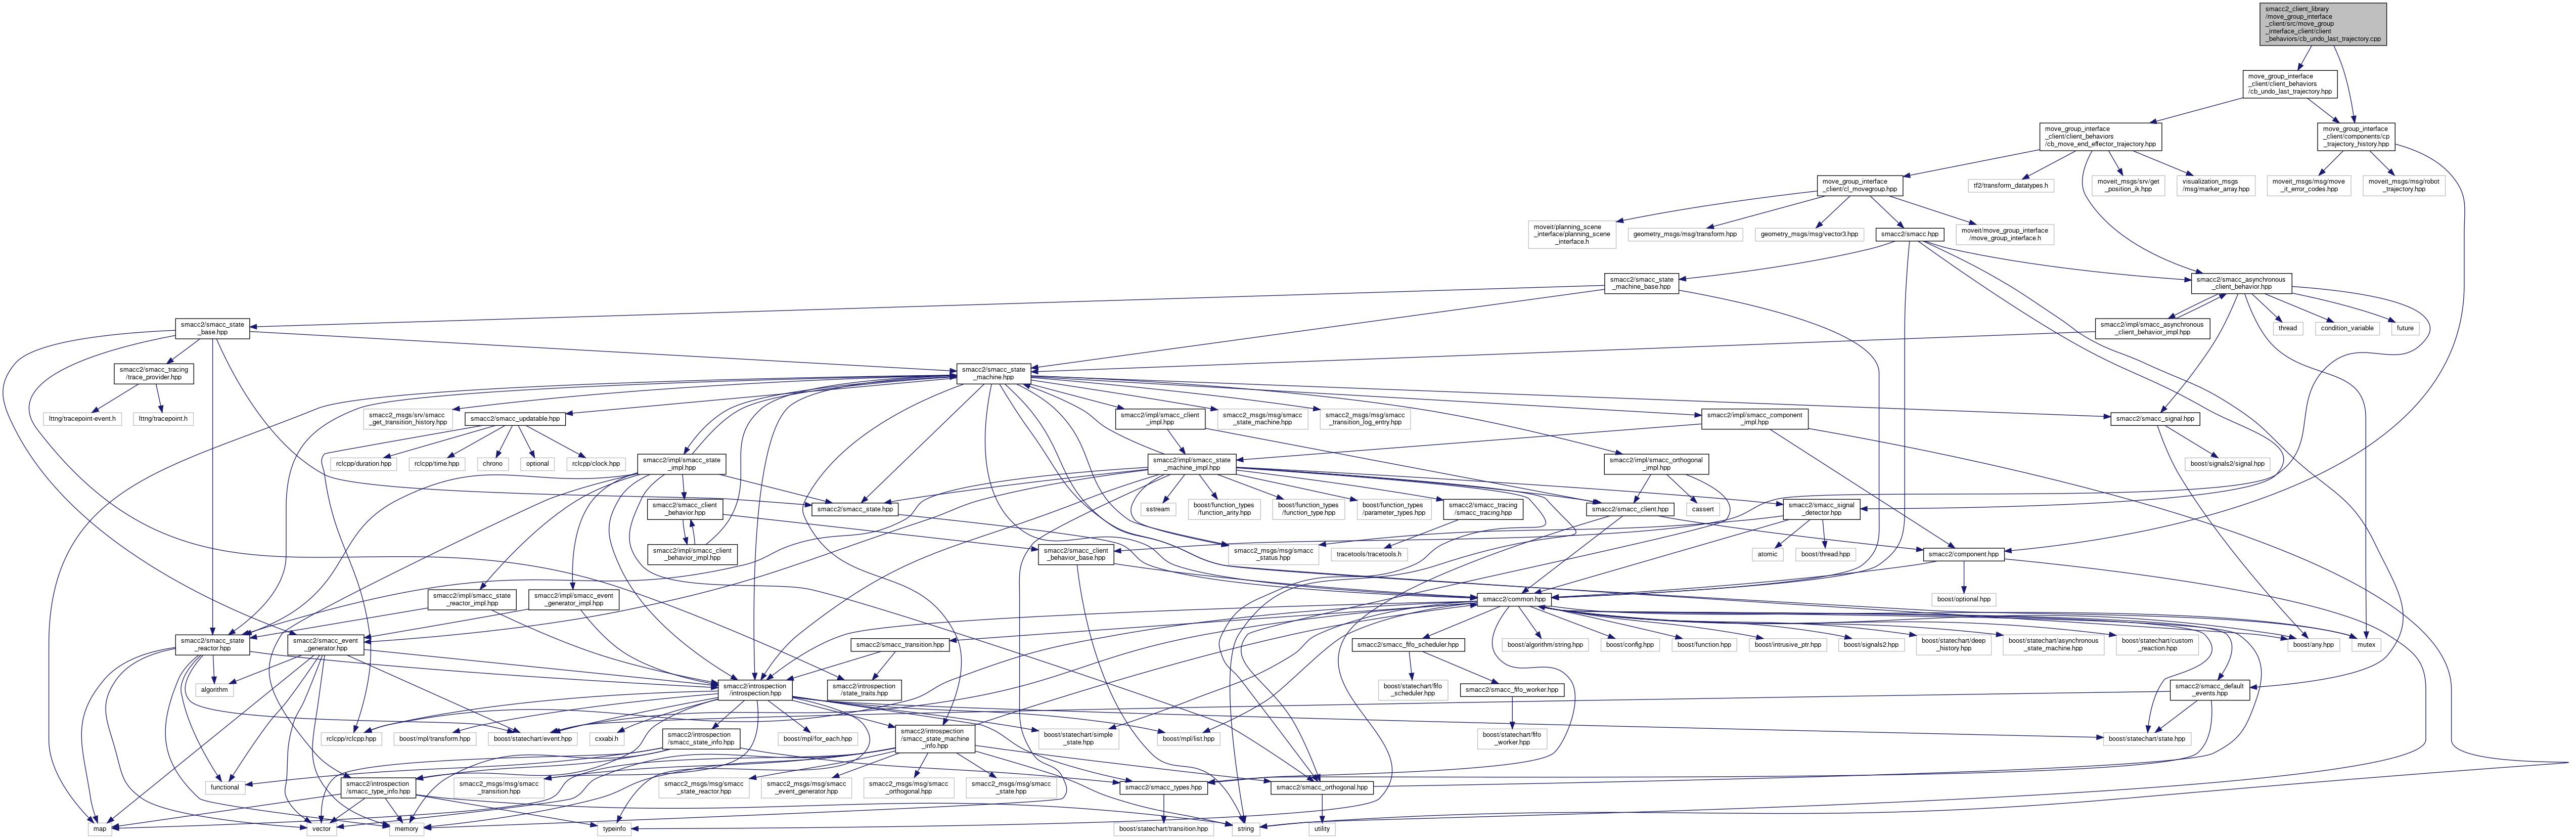 smacc2_client_library
/move_group_interface
_client/src/move_group
_interface_client/client
_behaviors/cb_undo_last_trajectory.cpp
move_group_interface
_client/client_behaviors
/cb_undo_last_trajectory.hpp
move_group_interface
_client/client_behaviors
/cb_move_end_effector_trajectory.hpp
move_group_interface
_client/components/cp
_trajectory_history.hpp
move_group_interface
_client/cl_movegroup.hpp
tf2/transform_datatypes.h
moveit_msgs/srv/get
_position_ik.hpp
visualization_msgs
/msg/marker_array.hpp
moveit_msgs/msg/move
_it_error_codes.hpp
moveit_msgs/msg/robot
_trajectory.hpp
moveit/planning_scene
_interface/planning_scene
_interface.h
geometry_msgs/msg/transform.hpp
geometry_msgs/msg/vector3.hpp
smacc2/smacc.hpp
moveit/move_group_interface
/move_group_interface.h
smacc2/smacc_state
_machine_base.hpp
smacc2/smacc_asynchronous
_client_behavior.hpp
smacc2/smacc_state
_base.hpp
smacc2/impl/smacc_asynchronous
_client_behavior_impl.hpp
thread
condition_variable
future
smacc2/smacc_tracing
/trace_provider.hpp
smacc2/smacc_state
_machine.hpp
lttng/tracepoint-event.h
lttng/tracepoint.h
smacc2_msgs/srv/smacc
_get_transition_history.hpp
smacc2/smacc_updatable.hpp
smacc2/impl/smacc_client
_impl.hpp
smacc2_msgs/msg/smacc
_state_machine.hpp
smacc2_msgs/msg/smacc
_transition_log_entry.hpp
smacc2/impl/smacc_component
_impl.hpp
smacc2/smacc_signal.hpp
rclcpp/duration.hpp
rclcpp/time.hpp
chrono
optional
rclcpp/clock.hpp
smacc2/impl/smacc_state
_impl.hpp
smacc2/impl/smacc_state
_machine_impl.hpp
smacc2/impl/smacc_orthogonal
_impl.hpp
boost/signals2/signal.hpp
smacc2/smacc_client
_behavior.hpp
smacc2/smacc_state.hpp
sstream
boost/function_types
/function_arity.hpp
boost/function_types
/function_type.hpp
boost/function_types
/parameter_types.hpp
smacc2/smacc_tracing
/smacc_tracing.hpp
smacc2/smacc_client.hpp
cassert
smacc2/smacc_signal
_detector.hpp
smacc2/impl/smacc_client
_behavior_impl.hpp
smacc2/smacc_client
_behavior_base.hpp
smacc2_msgs/msg/smacc
_status.hpp
tracetools/tracetools.h
atomic
boost/thread.hpp
smacc2/component.hpp
smacc2/impl/smacc_state
_reactor_impl.hpp
smacc2/impl/smacc_event
_generator_impl.hpp
smacc2/common.hpp
boost/optional.hpp
smacc2/smacc_state
_reactor.hpp
smacc2/smacc_event
_generator.hpp
smacc2/smacc_transition.hpp
smacc2/smacc_fifo_scheduler.hpp
boost/algorithm/string.hpp
boost/config.hpp
boost/function.hpp
boost/intrusive_ptr.hpp
boost/signals2.hpp
boost/statechart/deep
_history.hpp
boost/statechart/asynchronous
_state_machine.hpp
boost/statechart/custom
_reaction.hpp
boost/any.hpp
mutex
algorithm
smacc2/introspection
/introspection.hpp
smacc2/introspection
/state_traits.hpp
boost/statechart/fifo
_scheduler.hpp
smacc2/smacc_fifo_worker.hpp
smacc2/smacc_default
_events.hpp
rclcpp/rclcpp.hpp
boost/mpl/transform.hpp
boost/statechart/event.hpp
cxxabi.h
smacc2/introspection
/smacc_state_info.hpp
boost/mpl/for_each.hpp
smacc2/introspection
/smacc_state_machine
_info.hpp
boost/statechart/simple
_state.hpp
boost/mpl/list.hpp
boost/statechart/fifo
_worker.hpp
boost/statechart/state.hpp
functional
smacc2/introspection
/smacc_type_info.hpp
smacc2_msgs/msg/smacc
_transition.hpp
smacc2_msgs/msg/smacc
_state_reactor.hpp
smacc2_msgs/msg/smacc
_event_generator.hpp
smacc2_msgs/msg/smacc
_orthogonal.hpp
smacc2_msgs/msg/smacc
_state.hpp
smacc2/smacc_types.hpp
smacc2/smacc_orthogonal.hpp
map
vector
memory
typeinfo
boost/statechart/transition.hpp
string
utility